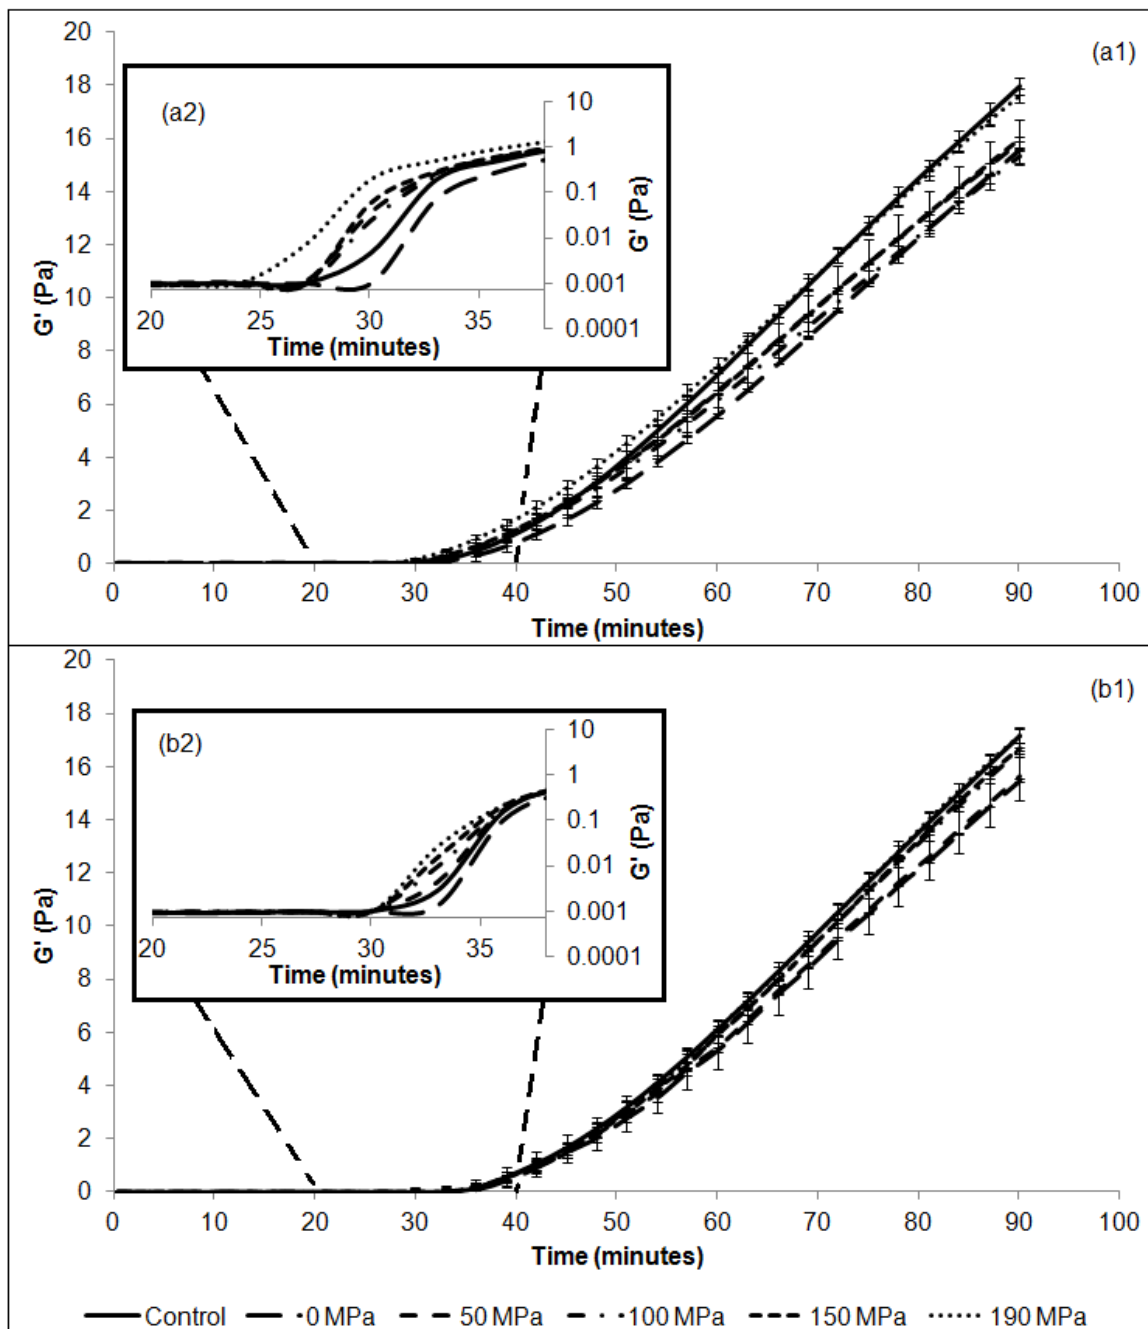 20
18
16
14
12
10
8
6
4
2
0
G' (Pa)
(a1)
(a2)
10
1
0.1
0.01
0.001
0.0001
G' (Pa)
20 25 30 35
Time (minutes)
0 10 20 30 40 50 60 70 80 90 100
Time (minutes)
20
18
16
14
12
10
8
6
4
2
0
G' (Pa)
(b1)
(b2)
10
1
0.1
0.01
0.001
0.0001
G' (Pa)
20 25 30 35
Time (minutes)
0 10 20 30 40 50 60 70 80 90 100
Time (minutes)
Control 0 MPa 50 MPa 100 MPa 150 MPa 190 MPa